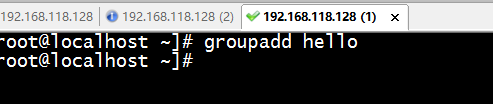 192.168.118.128
192.168.118.128 (2)
192.168.118.128 (1)
root@localhost ~]# groupadd hello
root@localhost ~]#